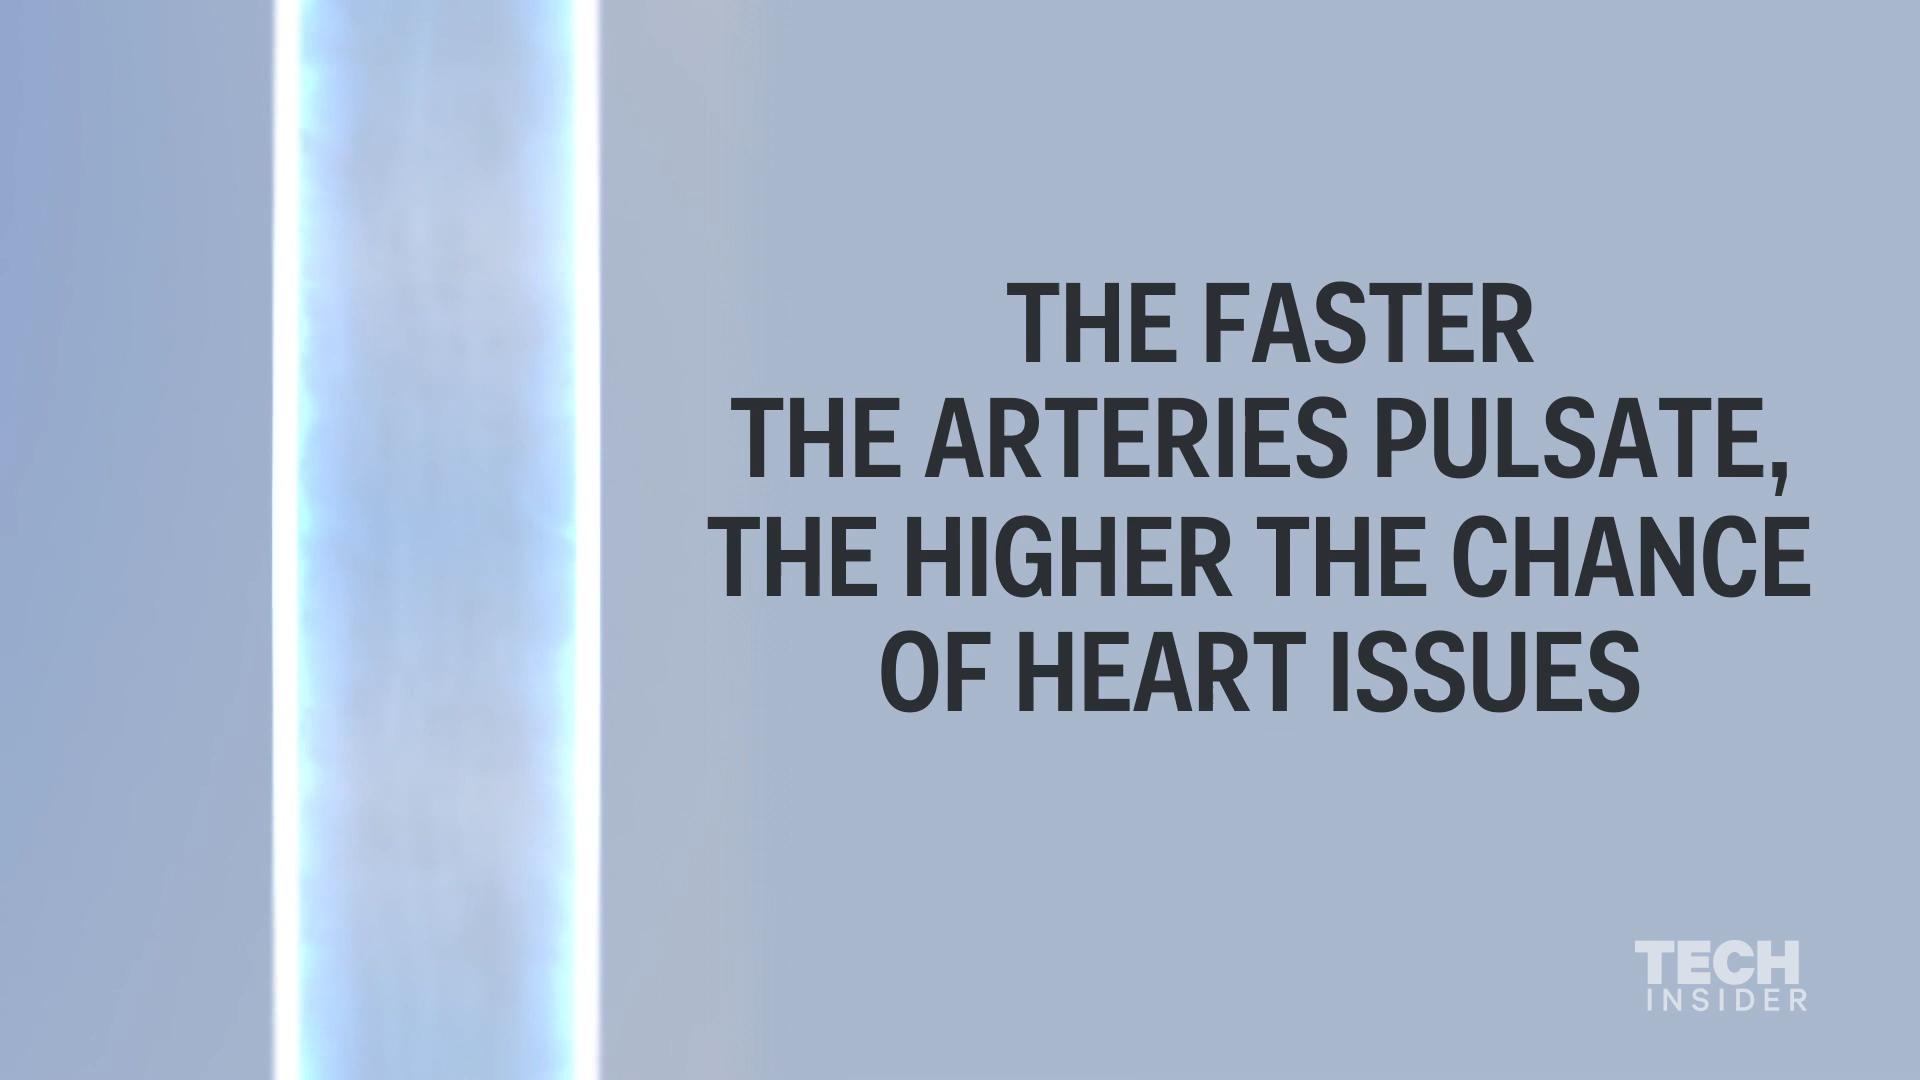 THE FASTER
THE ARTERIES PULSATE,
THE HIGHER THE CHANCE
OF HEART ISSUES
TECH
INSIDER